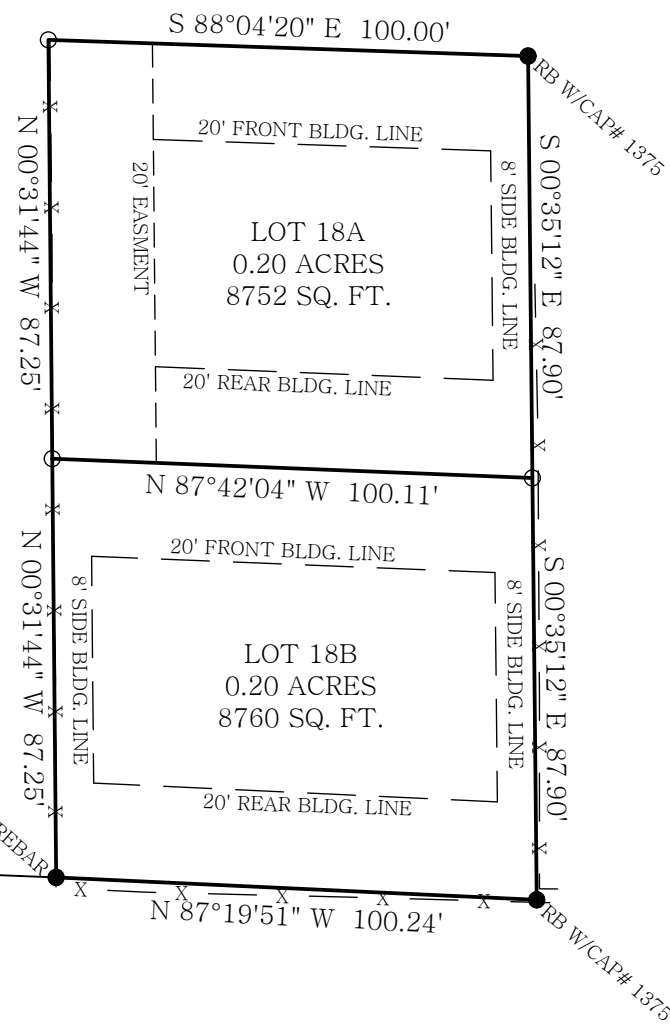 S 88°04'20" E 100.00'
RB W/CAP# 1375
20' FRONT BLDG. LINE
N 00°31'44" W 87.25'
20' EASMENT
LOT 18A
0.20 ACRES
8752 SQ. FT.
8' SIDE BLDG. LINE
S 00°35'12" E 87.90'
20' REAR BLDG. LINE
N 87°42'04" W 100.11'
20' FRONT BLDG. LINE
N 00°31'44" W 87.25'
8' SIDE BLDG. LINE
LOT 18B
0.20 ACRES
8760 SQ. FT.
8' SIDE BLDG. LINE
S 00°35'12" E 87.90'
20' REAR BLDG. LINE
REBAR
N 87°19'51" W 100.24'
RB W/CAP# 1375